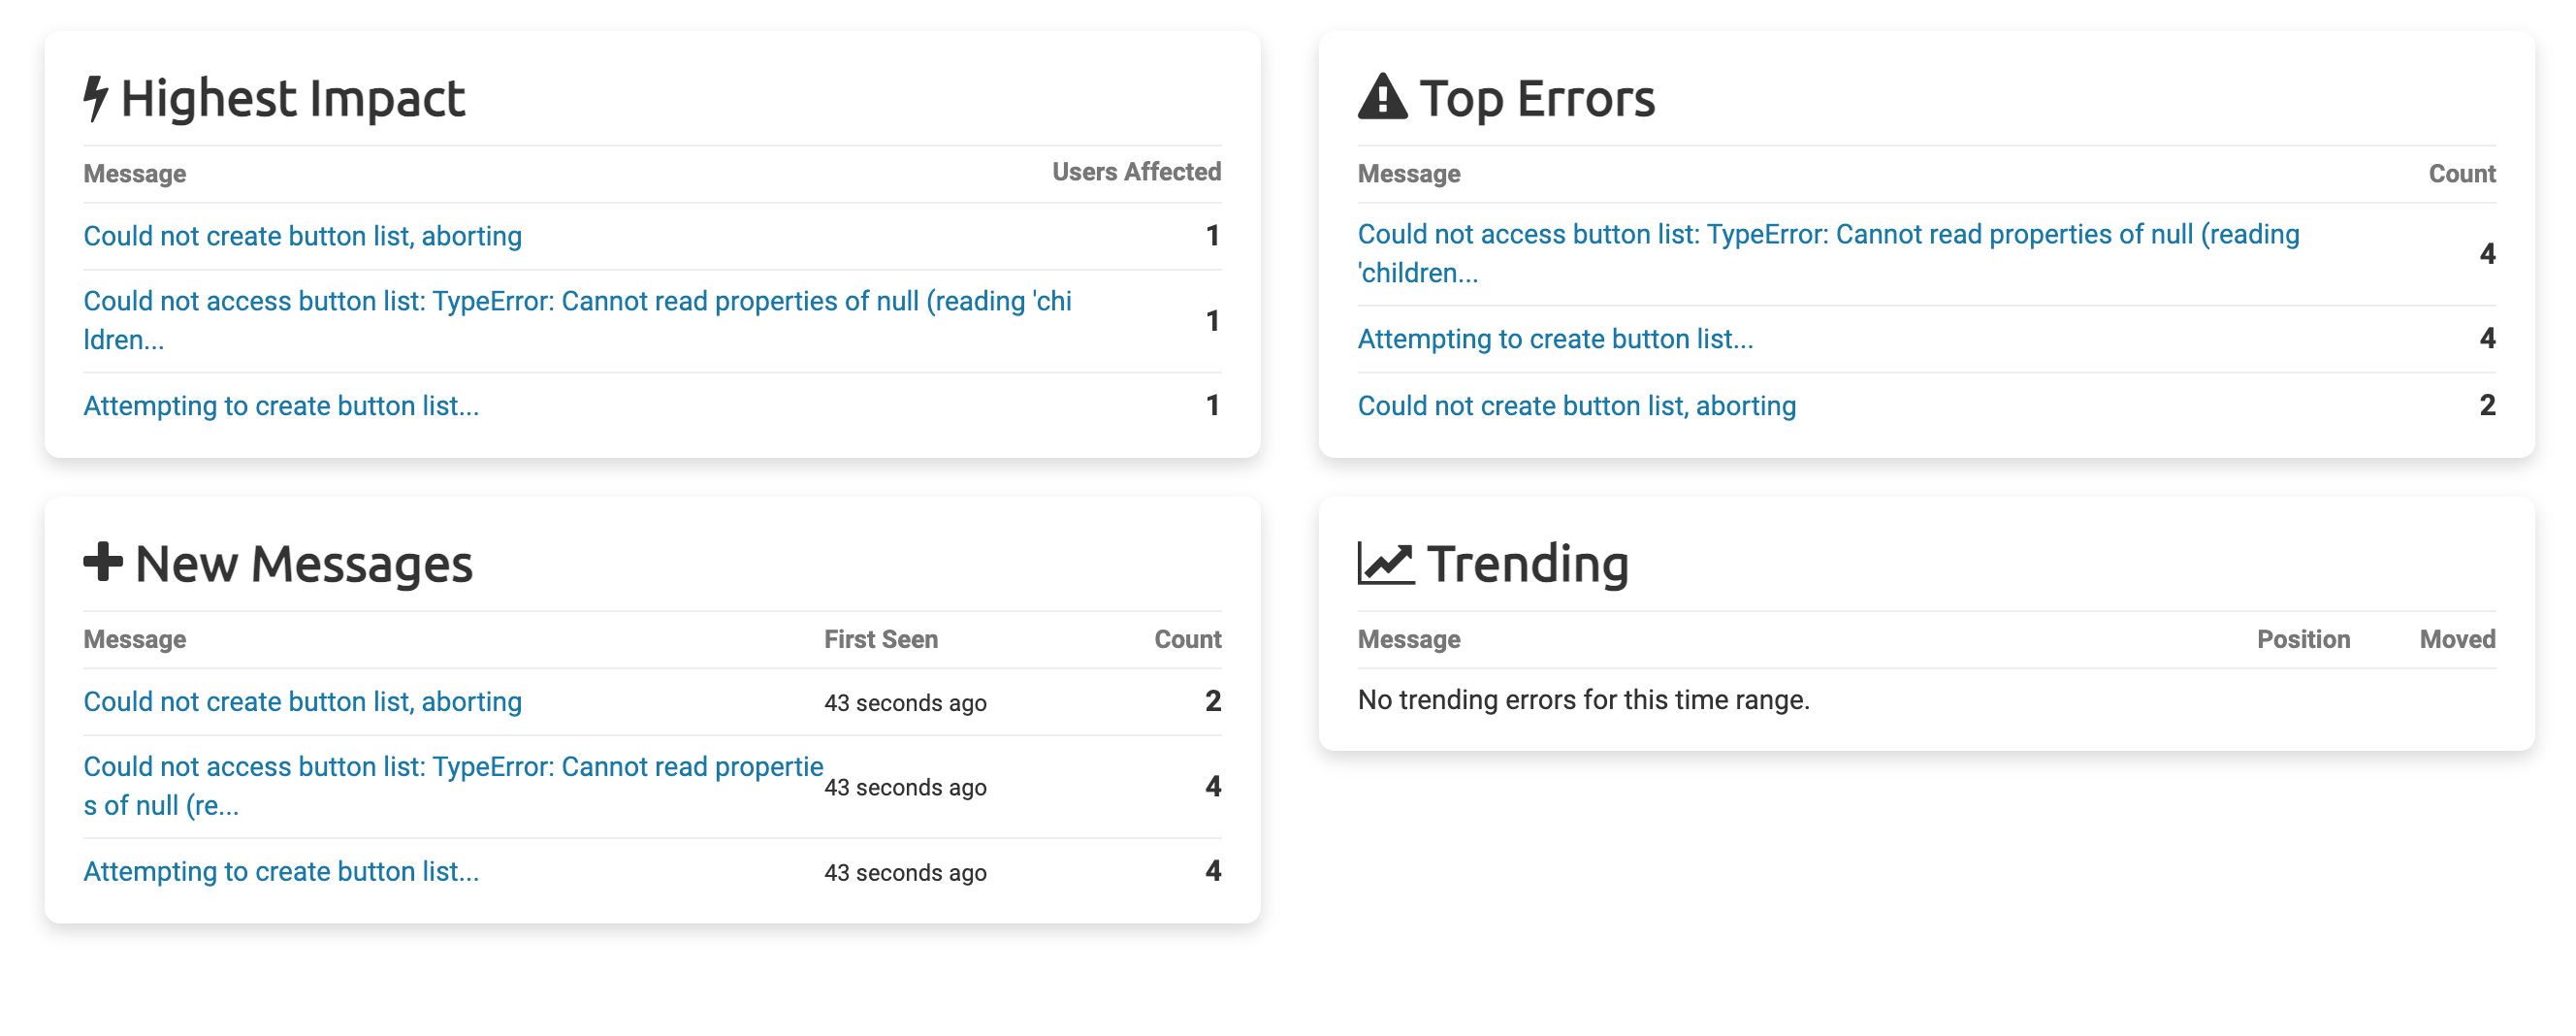 Highest Impact
Message Users Affected
Could not create button list, aborting 1
Could not access button list: TypeError: Cannot read properties of null (reading 'chi
ldren... 1
Attempting to create button list... 1
Top Errors
Message Count
Could not access button list: TypeError: Cannot read properties of null (reading
'children... 4
Attempting to create button list... 4
Could not create button list, aborting 2
New Messages
Message First Seen Count
Could not create button list, aborting 43 seconds ago 2
Could not access button list: TypeError: Cannot read propertie
s of null (re... 43 seconds ago 4
Attempting to create button list... 43 seconds ago 4
Trending
Message Position Moved
No trending errors for this time range.